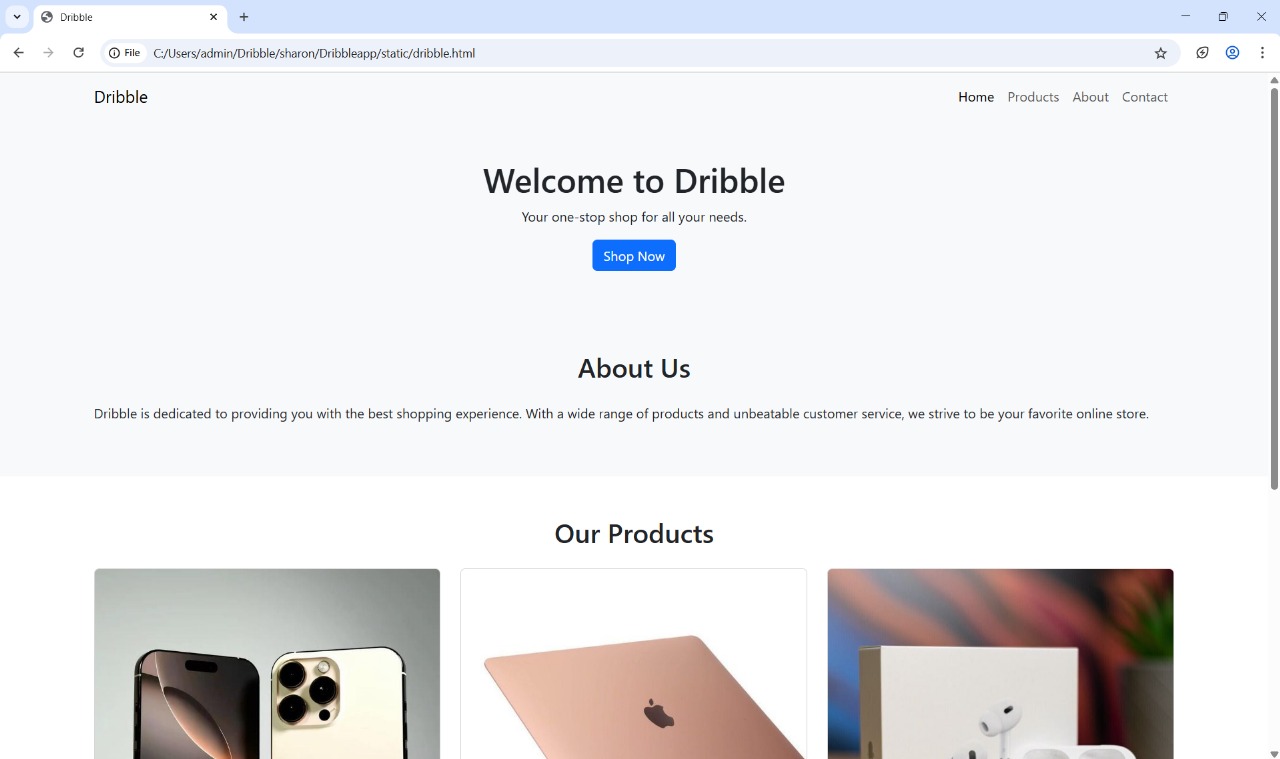 Dribble
File C:/Users/admin/Dribble/sharon/Dribbleapp/static/dribble.html
Dribble Home Products About Contact
Welcome to Dribble
Your one-stop shop for all your needs.
Shop Now
About Us
Dribble is dedicated to providing you with the best shopping experience. With a wide range of products and unbeatable customer service, we strive to be your favorite online store.
Our Products